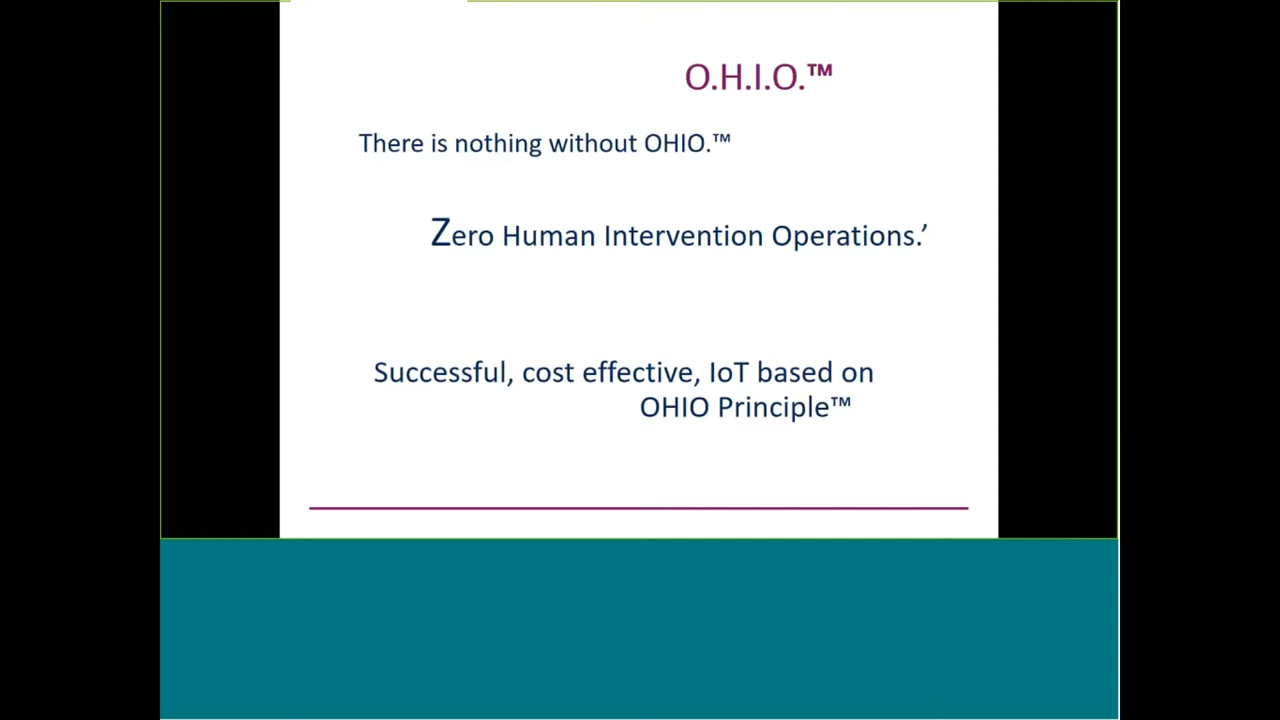 O.H.I.O.™
There is nothing without OHIO.™
Zero Human Intervention Operations.’
Successful, cost effective, IoT based on
OHIO Principle™